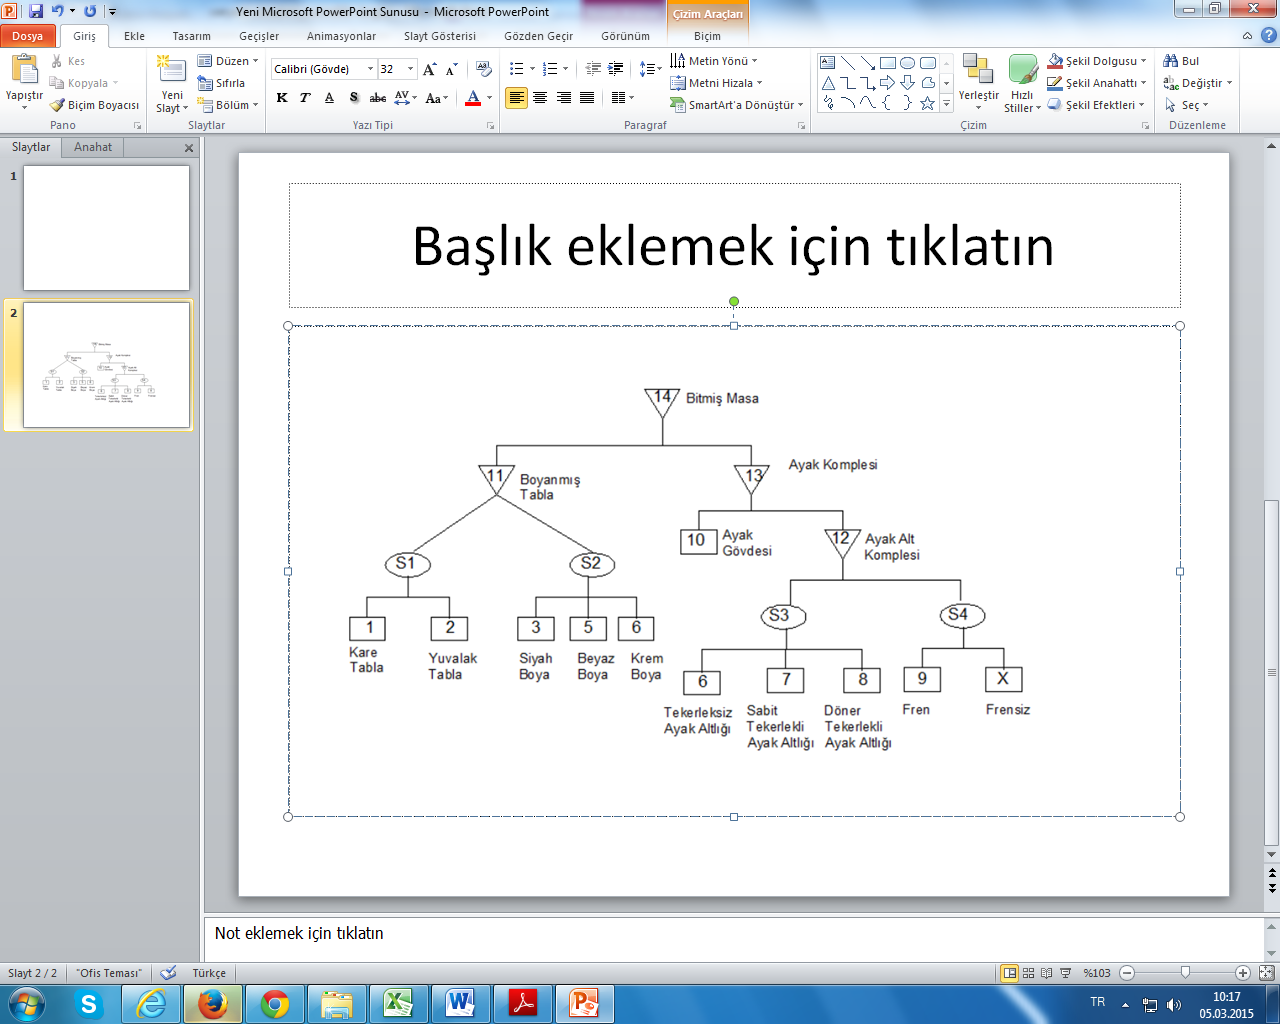 Yeni Microsoft PowerPoint Sunusu - Microsoft PowerPoint
Çizim Araçları
Dosya Giriş Ekle Tasarım Geçişler Animasyonlar Slayt Gösterisi Gözden Geçir Görünüm Biçim
Yapıştır
Kes
Kopyala
Biçim Boyacısı
Pano
Yeni
Slayt
Düzen
Sıfırla
Bölüm
Slaytlar
Calibri (Gövde) 32
K T A S abc AV Aa A
Yazı Tipi
Metin Yönü
Metni Hizala
SmartArt'a Dönüştür
Paragraf
Yerleştir
Hızlı
Stiller
Şekil Dolgusu
Şekil Anahattı
Şekil Efektleri
Çizim
Bul
Değiştir
Seç
Düzenleme
Slaytlar Anahat
1
2
Başlık eklemek için tıklatın
14 Bitmiş Masa
11 Boyanmış
Tabla
13 Ayak Komplesi
10 Ayak
Gövdesi
12 Ayak Alt
Komplesi
S1 S2 S3 S4
1 2 3 5 6
Kare
Tabla
Yuvalak
Tabla
Siyah
Boya
Beyaz
Boya
Krem
Boya
6 7 8 9 X
Tekerleksiz
Ayak Altlığı
Sabit
Tekerlekli
Ayak Altlığı
Döner
Tekerlekli
Ayak Altlığı
Fren
Frensiz
Not eklemek için tıklatın
Slayt 2 / 2 "Ofis Teması" Türkçe %103
TR 10:17
05.03.2015